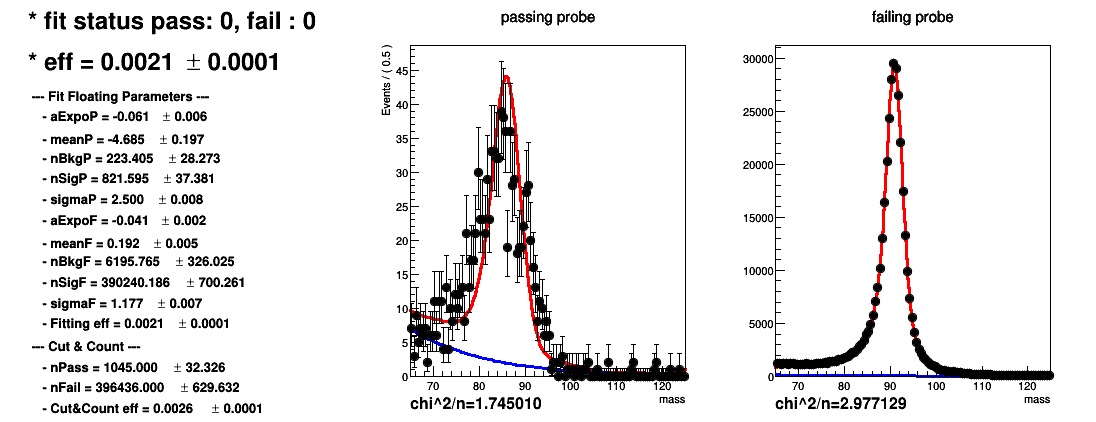 * fit status pass: 0, fail : 0
* eff = 0.0021 ± 0.0001
--- Fit Floating Parameters ---
- aExpoP = -0.061 ± 0.006
- meanP = -4.685 ± 0.197
- nBkgP = 223.405 ± 28.273
- nSigP = 821.595 ± 37.381
- sigmaP = 2.500 ± 0.008
- aExpoF = -0.041 ± 0.002
- meanF = 0.192 ± 0.005
- nBkgF = 6195.765 ± 326.025
- nSigF = 390240.186 ± 700.261
- sigmaF = 1.177 ± 0.007
- Fitting eff = 0.0021 ± 0.0001
--- Cut & Count ---
- nPass = 1045.000 ± 32.326
- nFail = 396436.000 ± 629.632
- Cut&Count eff = 0.0026 ± 0.0001
passing probe
Events / ( 0.5 )
45
40
35
30
25
20
15
10
5
0
70 80 90 100 110 120
mass
chi^2/n=1.745010
failing probe
30000
25000
20000
15000
10000
5000
0
70 80 90 100 110 120
mass
chi^2/n=2.977129